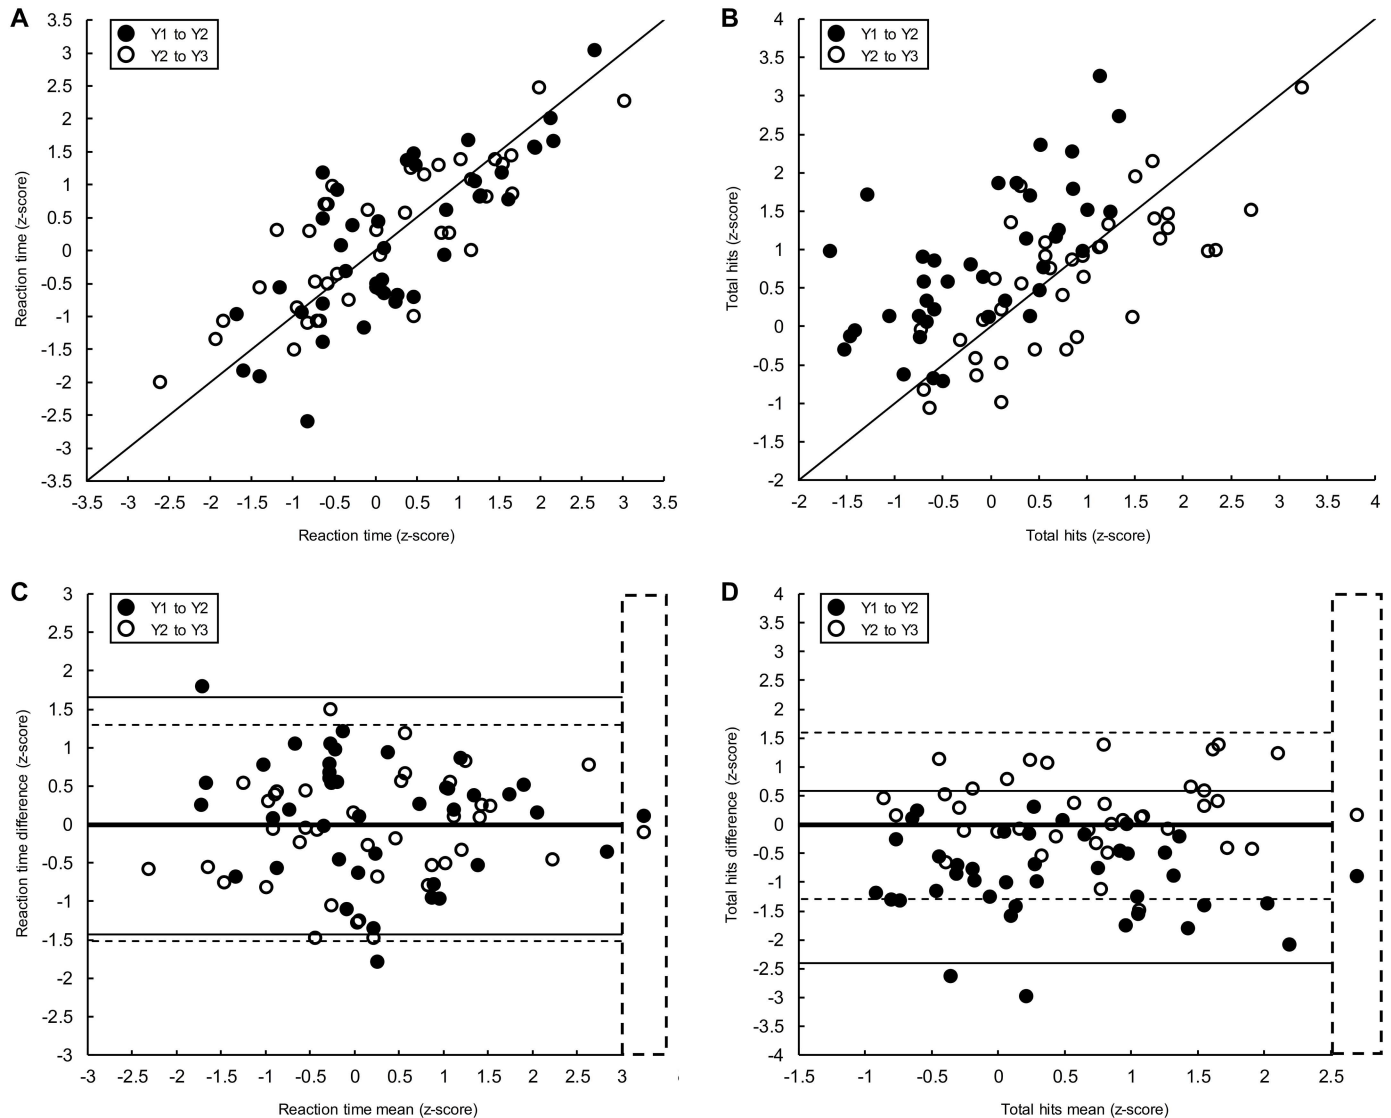 A
Y1 to Y2
Y2 to Y3
3.5
3
2.5
2
1.5
1
0.5
0
-0.5
-1
-1.5
-2
-2.5
-3
-3.5
-3.5 -3 -2.5 -2 -1.5 -1 -0.5 0 0.5 1 1.5 2 2.5 3 3.5
Reaction time (z-score)
Reaction time (z-score)
B
Y1 to Y2
Y2 to Y3
4
3.5
3
2.5
2
1.5
1
0.5
0
-0.5
-1
-1.5
-2
-2 -1.5 -1 -0.5 0 0.5 1 1.5 2 2.5 3 3.5 4
Total hits (z-score)
Total hits (z-score)
C
Y1 to Y2
Y2 to Y3
3
2.5
2
1.5
1
0.5
0
-0.5
-1
-1.5
-2
-2.5
-3
-3 -2.5 -2 -1.5 -1 -0.5 0 0.5 1 1.5 2 2.5 3
Reaction time difference (z-score)
Reaction time mean (z-score)
D
Y1 to Y2
Y2 to Y3
4
3.5
3
2.5
2
1.5
1
0.5
0
-0.5
-1
-1.5
-2
-2.5
-3
-3.5
-4
-1.5 -1 -0.5 0 0.5 1 1.5 2 2.5
Total hits difference (z-score)
Total hits mean (z-score)